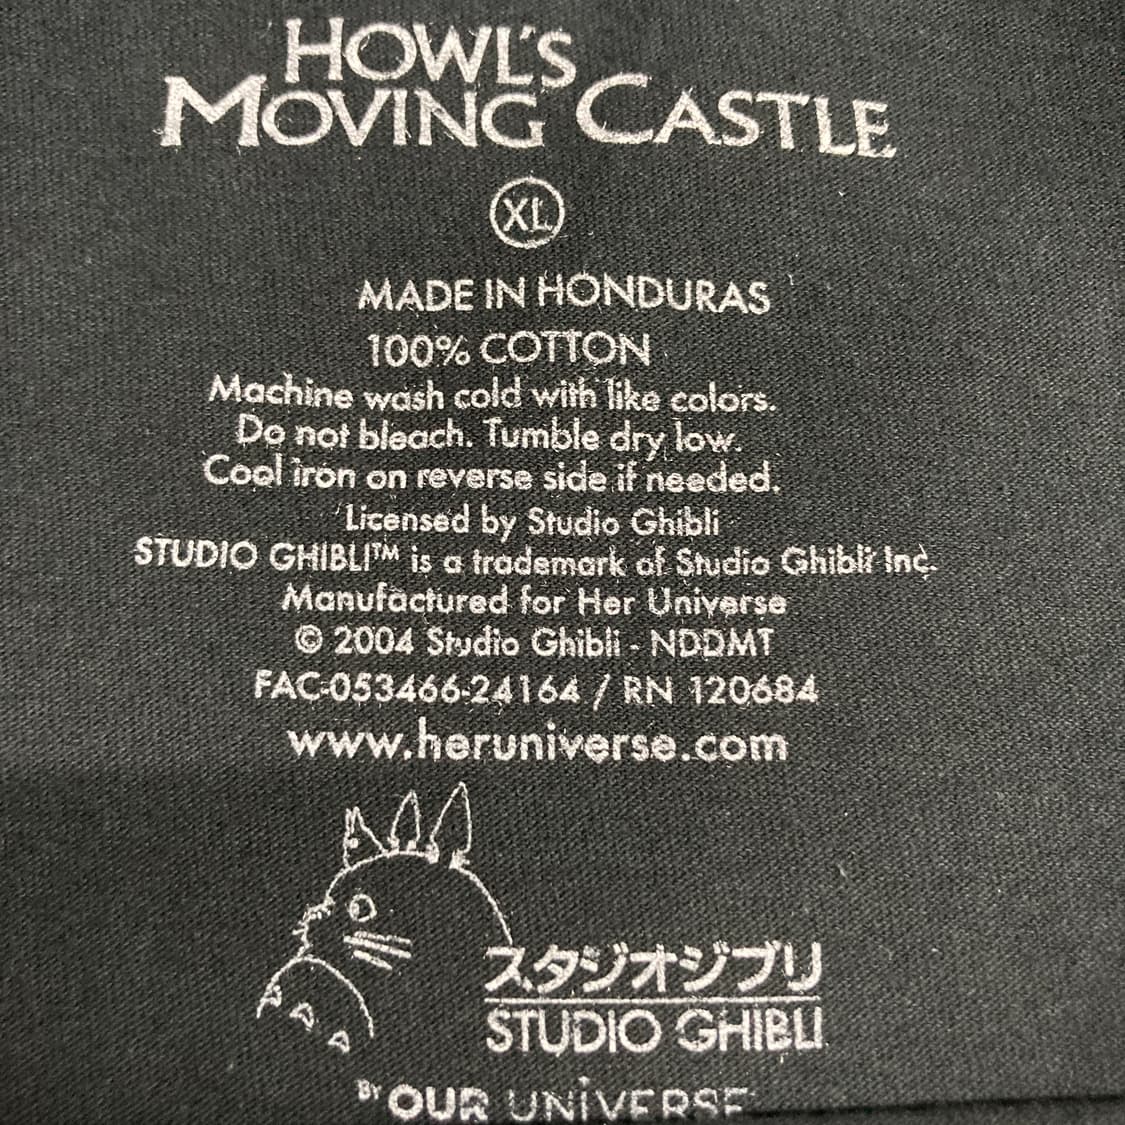 HOWL'S
MOVING CASTLE
XL
MADE IN HONDURAS
100% COTTON
Machine wash cold with like colors.
Do not bleach. Tumble dry low.
Cool iron on reverse side if needed.
Licensed by Studio Ghibli
STUDIO GHIBLI™ is a trademark of Studio Ghibli Inc.
Manufactured for Her Universe
© 2004 Studio Ghibli - NDDMT
FAC-053466-24164 / RN 120684
www.heruniverse.com
スタジオジブリ
STUDIO GHIBLI
BY OUR UNIVERSE